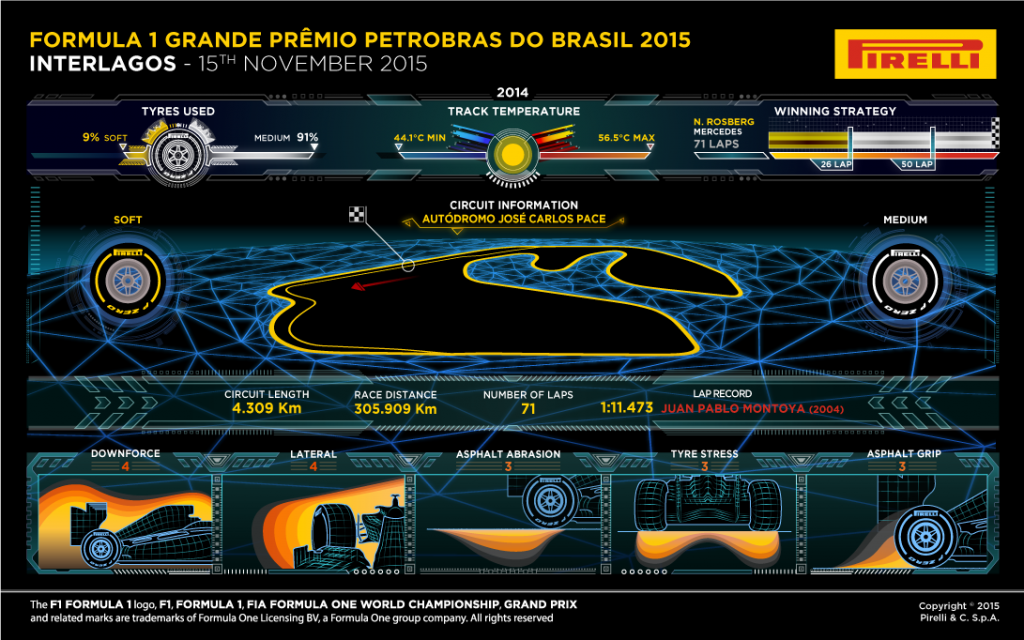 FORMULA 1 GRANDE PRÊMIO PETROBRAS DO BRASIL 2015
INTERLAGOS - 15TH NOVEMBER 2015
PIRELLI
2014
TYRES USED
9% SOFT
MEDIUM 91%
TRACK TEMPERATURE
44.1°C MIN
56.5°C MAX
WINNING STRATEGY
N. ROSBERG
MERCEDES
71 LAPS
26 LAP
50 LAP
CIRCUIT INFORMATION
AUTÓDROMO JOSÉ CARLOS PACE
SOFT
PIRELLI
P ZERO
MEDIUM
PIRELLI
P ZERO
CIRCUIT LENGTH
4.309 Km
RACE DISTANCE
305.909 Km
NUMBER OF LAPS
71
LAP RECORD
1:11.473 JUAN PABLO MONTOYA (2004)
DOWNFORCE
4
LATERAL
4
ASPHALT ABRASION
3
TYRE STRESS
3
ASPHALT GRIP
3
PIRELLI
P ZERO
The F1 FORMULA 1 logo, F1, FORMULA 1, FIA FORMULA ONE WORLD CHAMPIONSHIP, GRAND PRIX
and related marks are trademarks of Formula One Licensing BV, a Formula One group company. All rights reserved
Copyright © 2015
Pirelli & C. S.p.A.